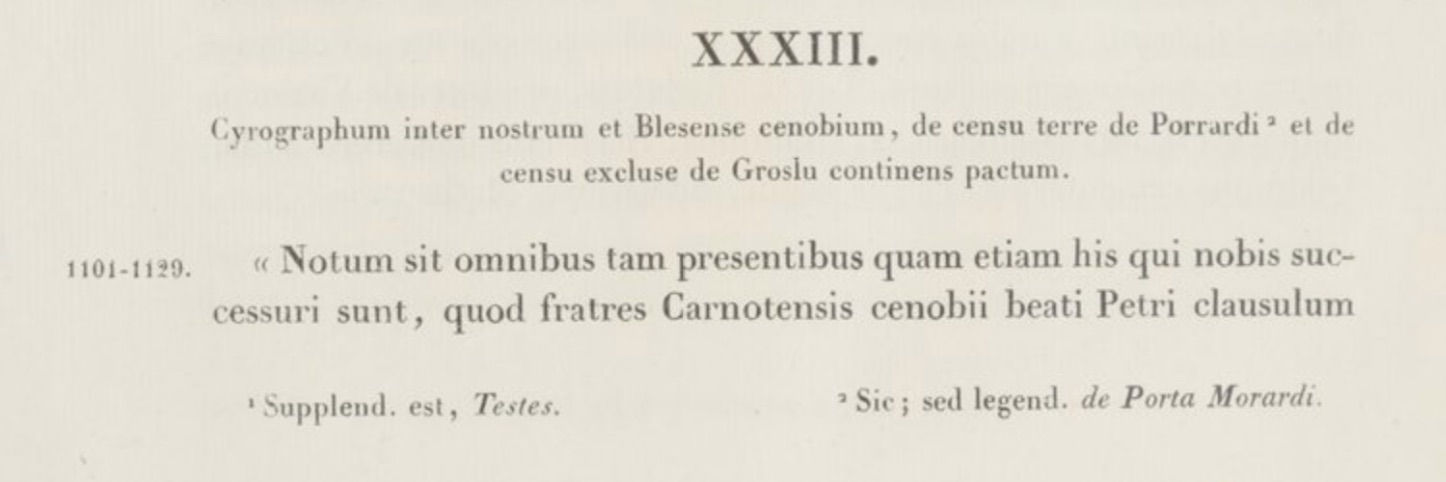 XXXIII.
Cyrographum inter nostrum et Blesense cenobium, de censu terre de Porrardi ² et de
censu excluse de Groslu continens pactum.
1101-1129. « Notum sit omnibus tam presentibus quam etiam his qui nobis suc-
cessuri sunt, quod fratres Carnotensis cenobii beati Petri clausulum
¹ Supplend. est, Testes. ² Sic; sed legend. de Porta Morardi.